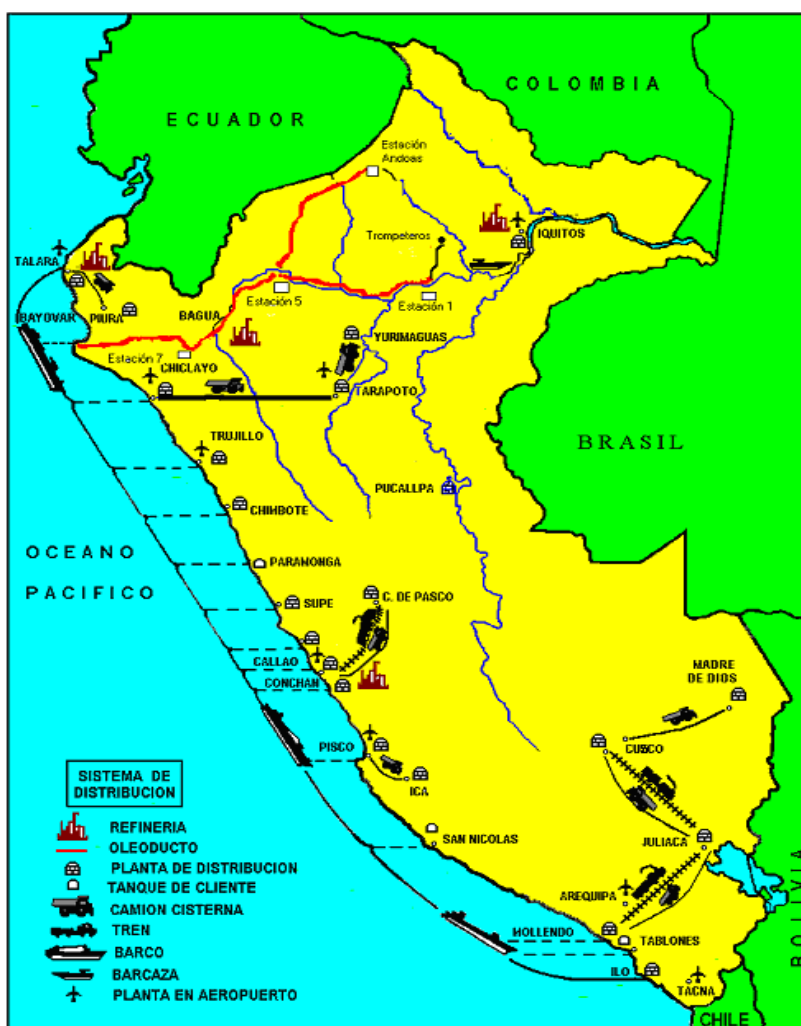 COLOMBIA
ECUADOR
Estación
Andoas
Trompeteros
IQUITOS
TALARA
PIURA
BAYOVAR
BAGUA
Estación 5
Estación 1
YURIMAGUAS
Estación 7
CHICLAYO
TARAPOTO
BRASIL
TRUJILLO
PUCALLPA
CHIMBOTE
OCEANO
PACIFICO
PARAMONGA
SUPE
C. DE PASCO
CALLAO
CONCHAN
MADRE
DE DIOS
PISCO
CUSCO
ICA
SAN NICOLAS
JULIACA
AREQUIPA
MOLLENDO
TABLONES
ILO
TACNA
BOLIVIA
CHILE
SISTEMA DE
DISTRIBUCION
REFINERIA
OLEODUCTO
PLANTA DE DISTRIBUCION
TANQUE DE CLIENTE
CAMION CISTERNA
TREN
BARCO
BARCAZA
PLANTA EN AEROPUERTO